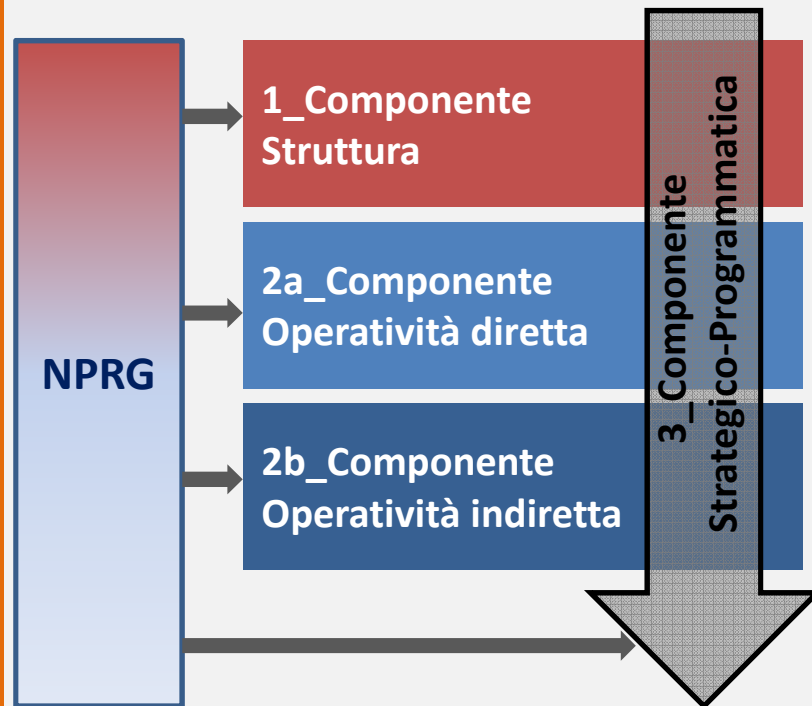 NPRG
1_Componente
Struttura
2a_Componente
Operatività diretta
2b_Componente
Operatività indiretta
3_Componente
Strategico-Programmatica